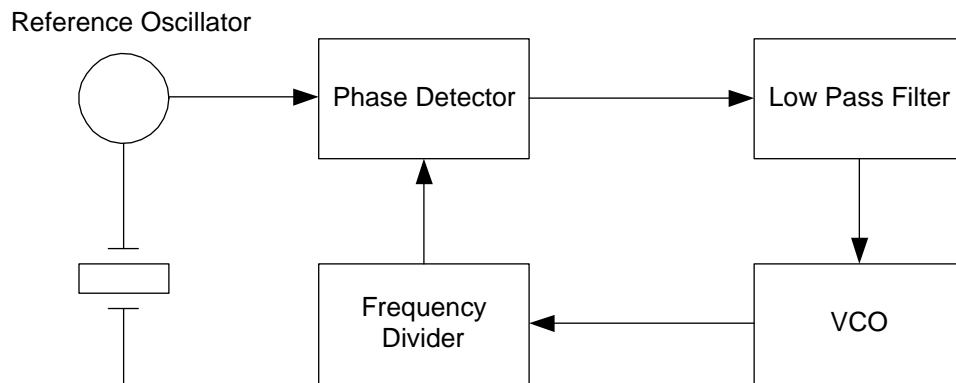 Reference Oscillator
Phase Detector
Low Pass Filter
Frequency
Divider
VCO